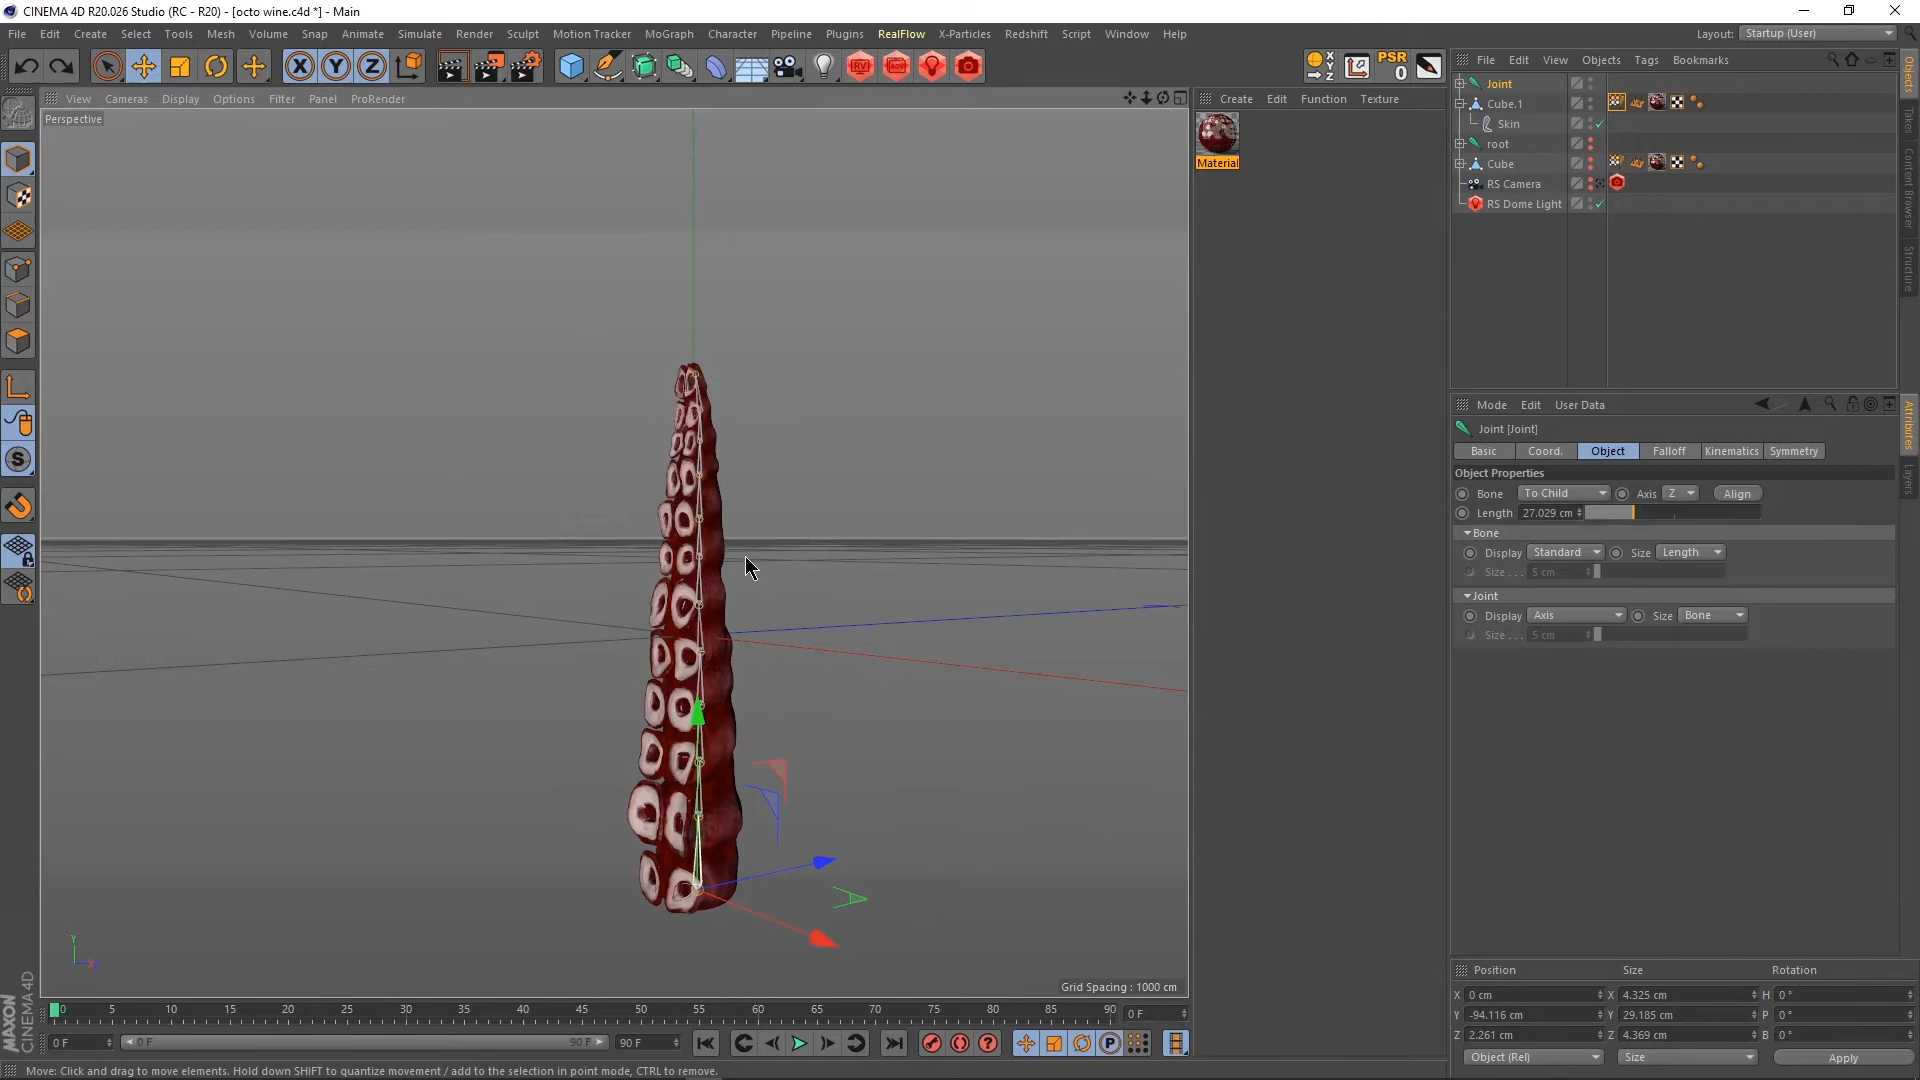 CINEMA 4D R20.026 Studio (RC - R20) - [octo wine.c4d *] - Main
File Edit Create Select Tools Mesh Volume Snap Animate Simulate Render Sculpt Motion Tracker MoGraph Character Pipeline Plugins RealFlow X-Particles Redshift Script Window Help Layout: Startup (User)
X Y Z
X Y Z
PSR
0
File Edit View Objects Tags Bookmarks
View Cameras Display Options Filter Panel ProRender
Create Edit Function Texture
Perspective
Material
Joint
Cube.1
Skin
root
Cube
RS Camera
RS Dome Light
Objects
Takes
Content Browser
Structure
Mode Edit User Data
Joint [Joint]
Basic Coord. Object Falloff Kinematics Symmetry
Object Properties
Bone To Child Axis Z Align
Length 27.029 cm
Bone
Display Standard Size Length
Size . . . 5 cm
Joint
Display Axis Size Bone
Size . . . 5 cm
Attributes
Layers
S
Y
X
Grid Spacing : 1000 cm
MAXON
CINEMA 4D
0 5 10 15 20 25 30 35 40 45 50 55 60 65 70 75 80 85 90 0 F
0 F 0 F 90 F 90 F
P
Position Size Rotation
X 0 cm X 4.325 cm H 0 °
Y -94.116 cm Y 29.185 cm P 0 °
Z 2.261 cm Z 4.369 cm B 0 °
Object (Rel) Size Apply
Move: Click and drag to move elements. Hold down SHIFT to quantize movement / add to the selection in point mode, CTRL to remove.